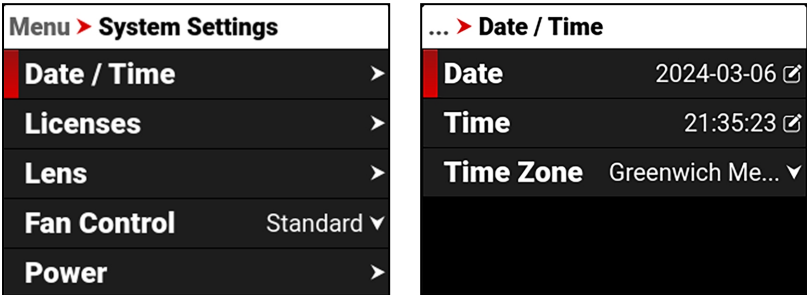 Menu > System Settings
Date / Time
Licenses
Lens
Fan Control Standard
Power
... > Date / Time
Date 2024-03-06
Time 21:35:23
Time Zone Greenwich Me...